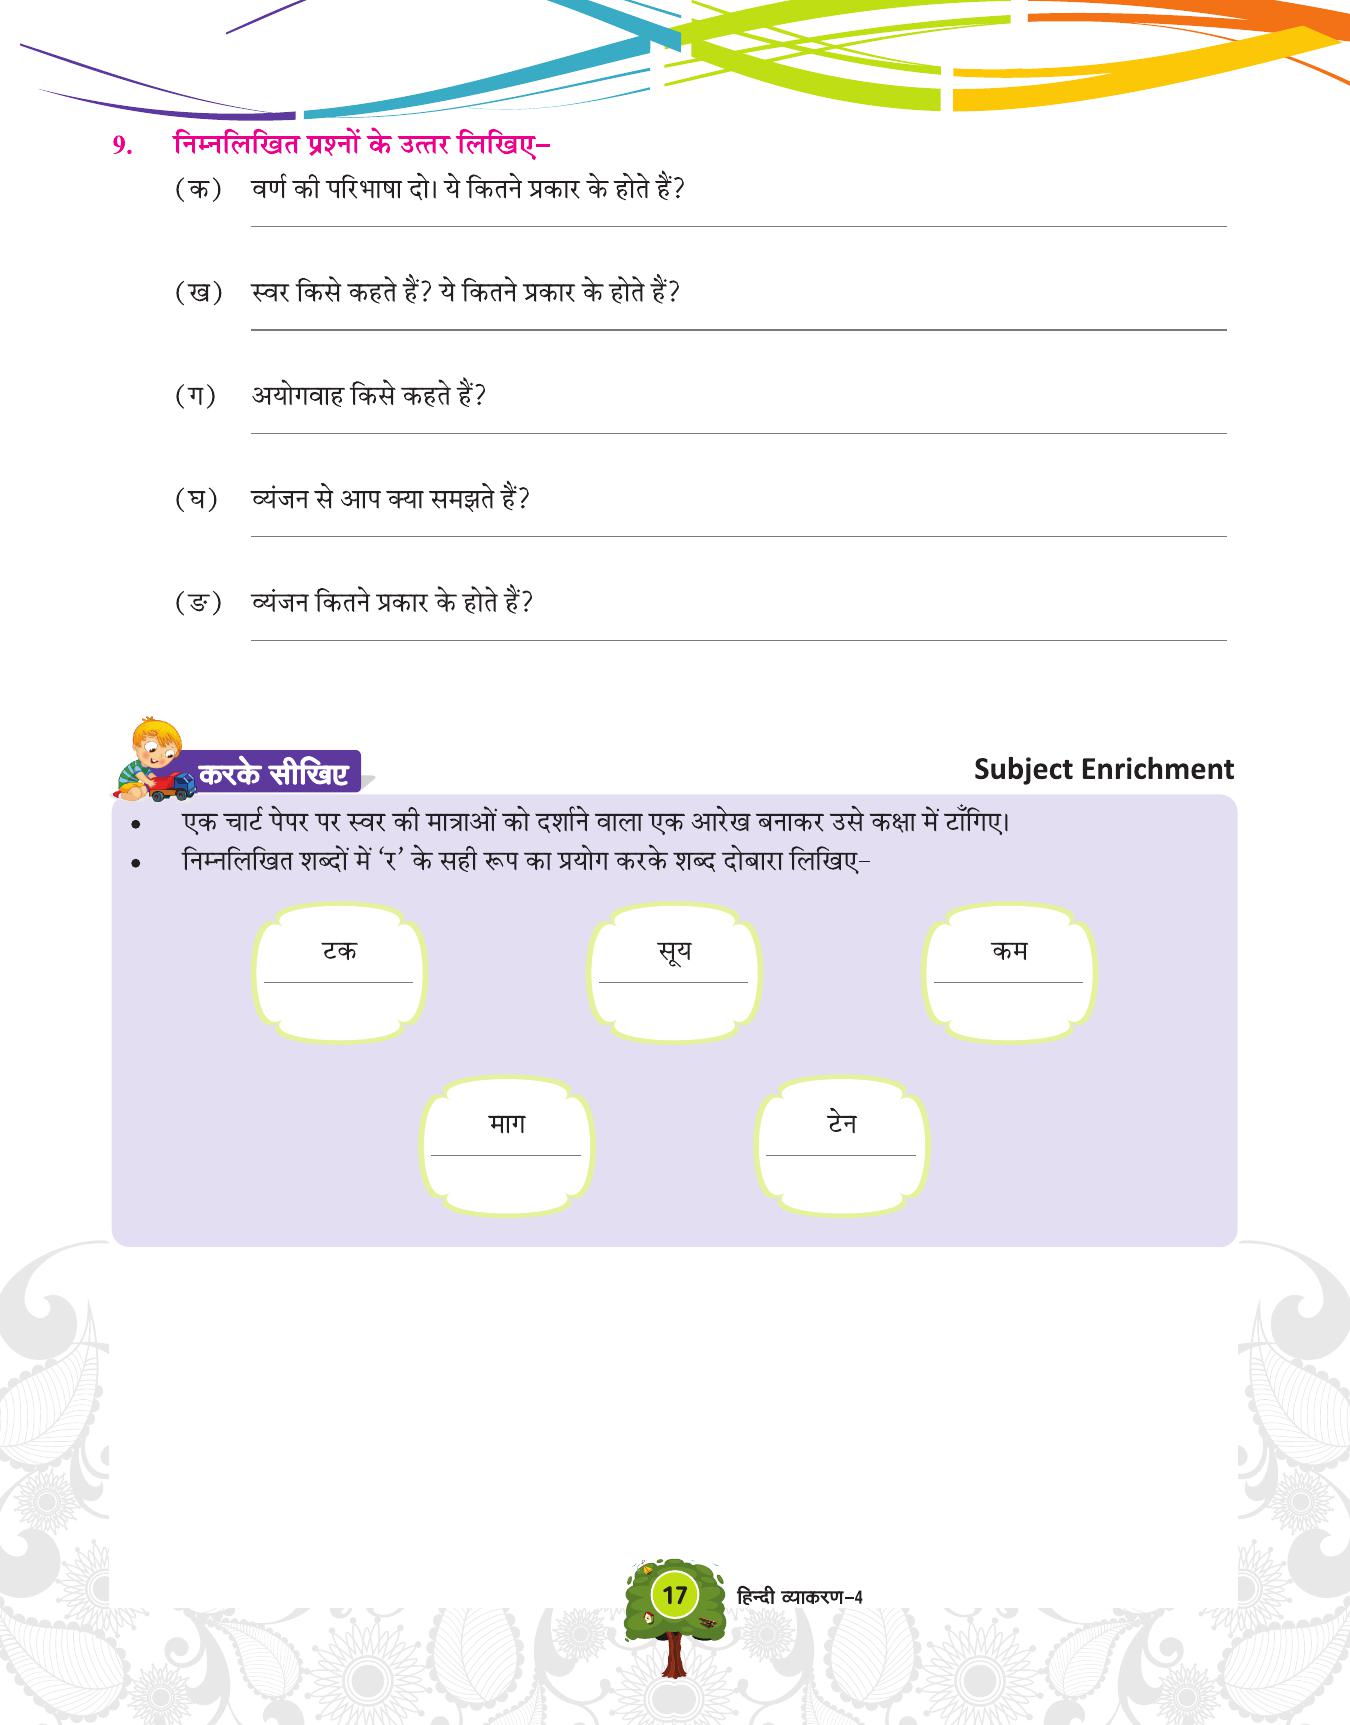 9. निम्नलिखित प्रश्नों के उत्तर लिखिए–
(क) वर्ण की परिभाषा दो। ये कितने प्रकार के होते हैं?
(ख) स्वर किसे कहते हैं? ये कितने प्रकार के होते हैं?
(ग) अयोगवाह किसे कहते हैं?
(घ) व्यंजन से आप क्या समझते हैं?
(ङ) व्यंजन कितने प्रकार के होते हैं?
करके सीखिए Subject Enrichment
• एक चार्ट पेपर पर स्वर की मात्राओं को दर्शाने वाला एक आरेख बनाकर उसे कक्षा में टाँगिए।
• निम्नलिखित शब्दों में ‘र’ के सही रूप का प्रयोग करके शब्द दोबारा लिखिए–
टक सूय कम
माग टेन
17 हिन्दी व्याकरण–4